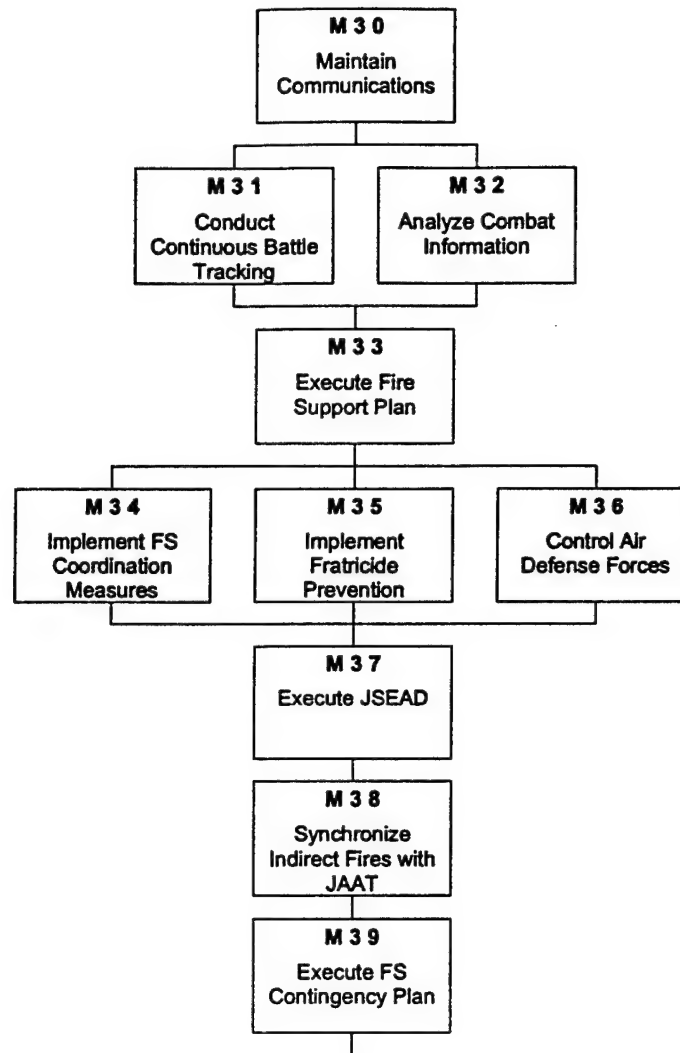 M 3 0
Maintain
Communications
M 3 1
Conduct
Continuous Battle
Tracking
M 3 2
Analyze Combat
Information
M 3 3
Execute Fire
Support Plan
M 3 4
Implement FS
Coordination
Measures
M 3 5
Implement
Fratricide
Prevention
M 3 6
Control Air
Defense Forces
M 3 7
Execute JSEAD
M 3 8
Synchronize
Indirect Fires with
JAAT
M 3 9
Execute FS
Contingency Plan